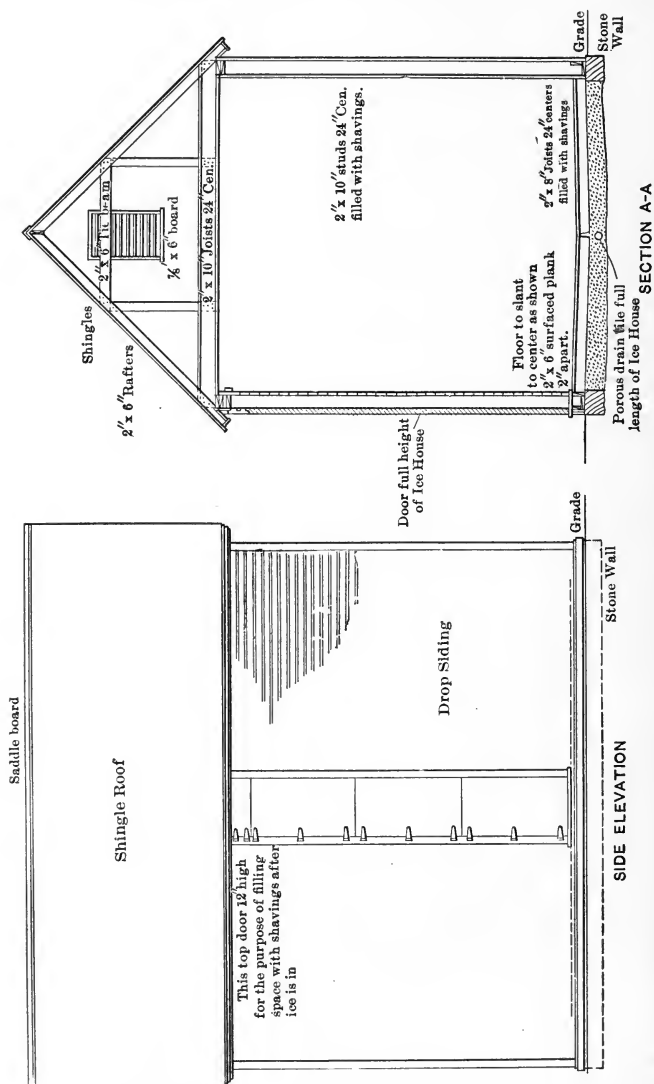 Saddle board
Shingle Roof
This top door 12" high
for the purpose of filling
space with shavings after
ice is in
Drop Siding
Grade
Stone Wall
SIDE ELEVATION
Shingles
2" x 6" Rafters
2" x 6" Tie beam
⅞ x 6" board
2" x 10" Joists 24" Cen.
2" x 10" studs 24" Cen.
filled with shavings.
Door full height
of Ice House
Floor to slant
to center as shown
2" x 6" surfaced plank
2" apart.
2" x 8" Joists 24" centers
filled with shavings
Grade
Stone
Wall
Porous drain tile full
length of Ice House
SECTION A-A